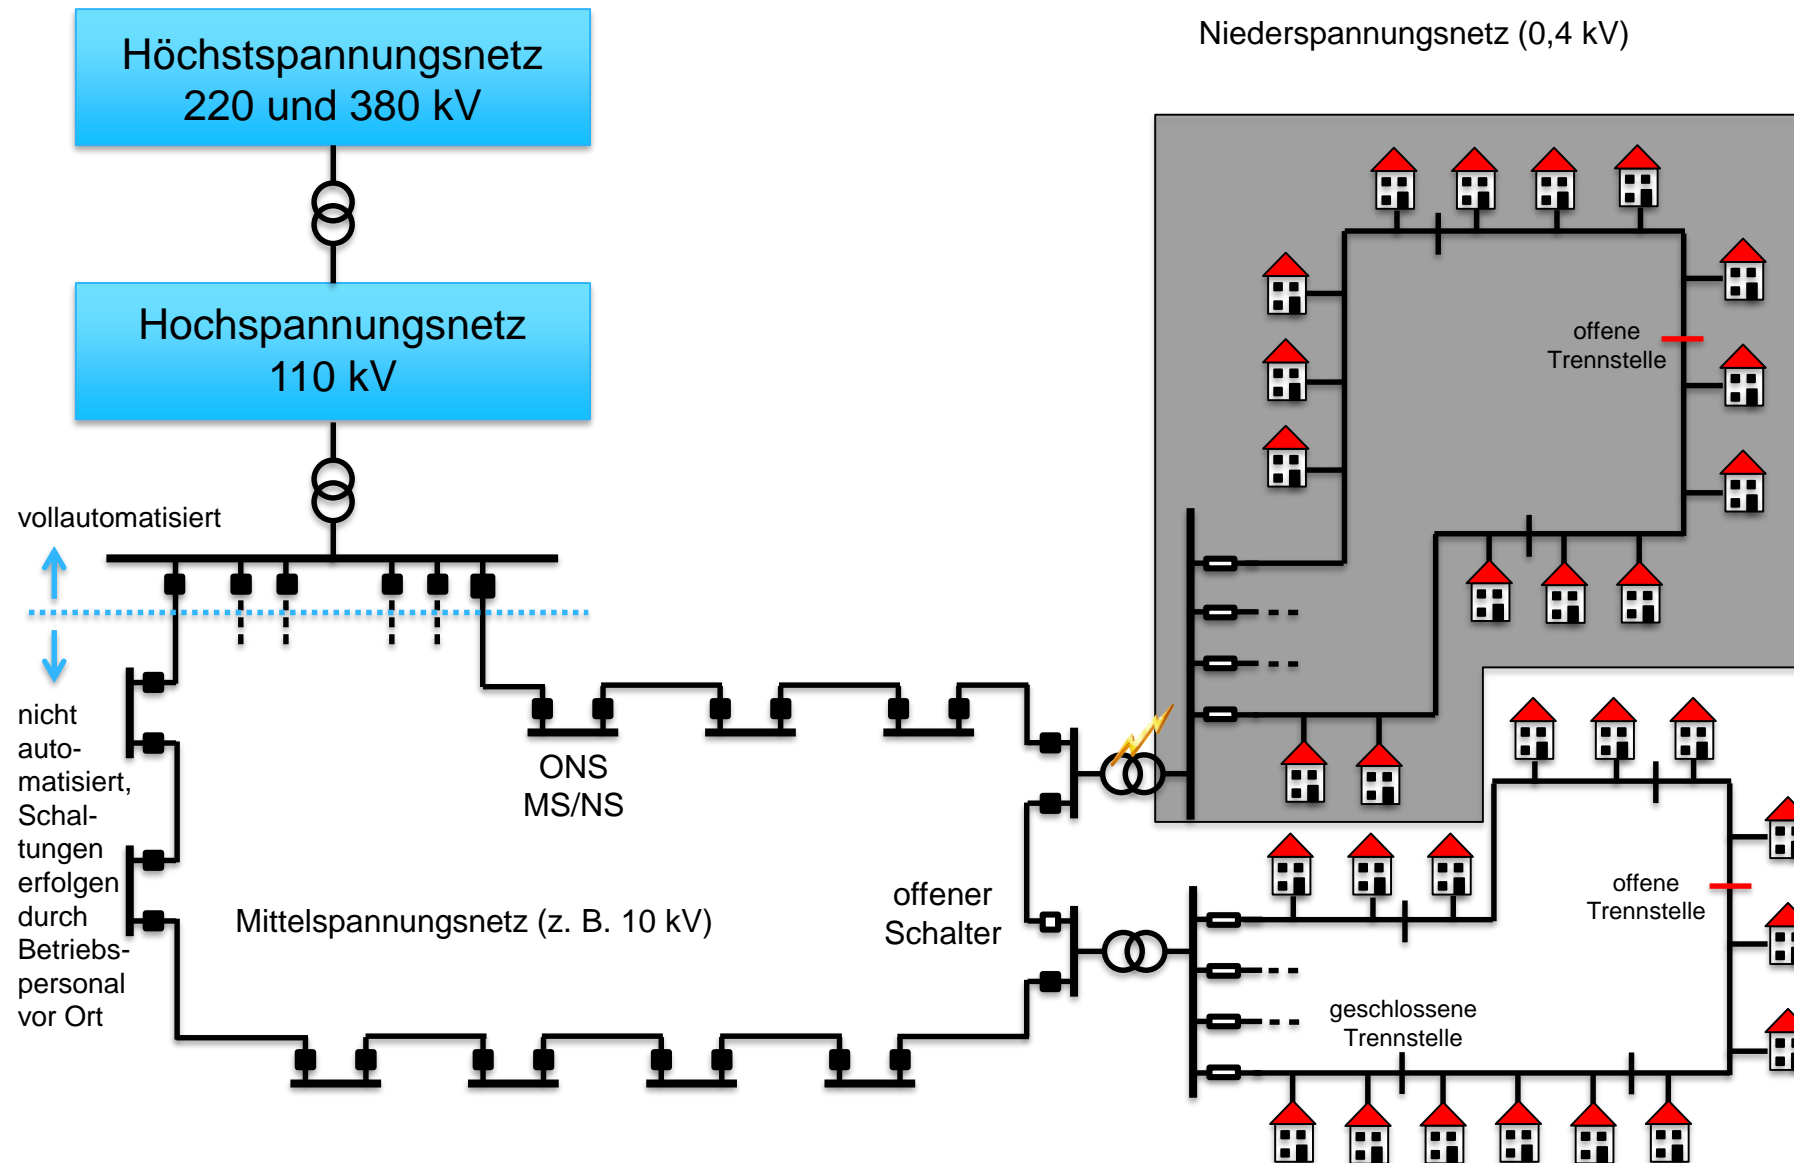 Höchstspannungsnetz
220 und 380 kV
Niederspannungsnetz (0,4 kV)
Hochspannungsnetz
110 kV
offene
Trennstelle
vollautomatisiert
nicht
auto-
matisiert,
Schal-
tungen
erfolgen
durch
Betriebs-
personal
vor Ort
ONS
MS/NS
Mittelspannungsnetz (z. B. 10 kV)
offener
Schalter
offene
Trennstelle
geschlossene
Trennstelle